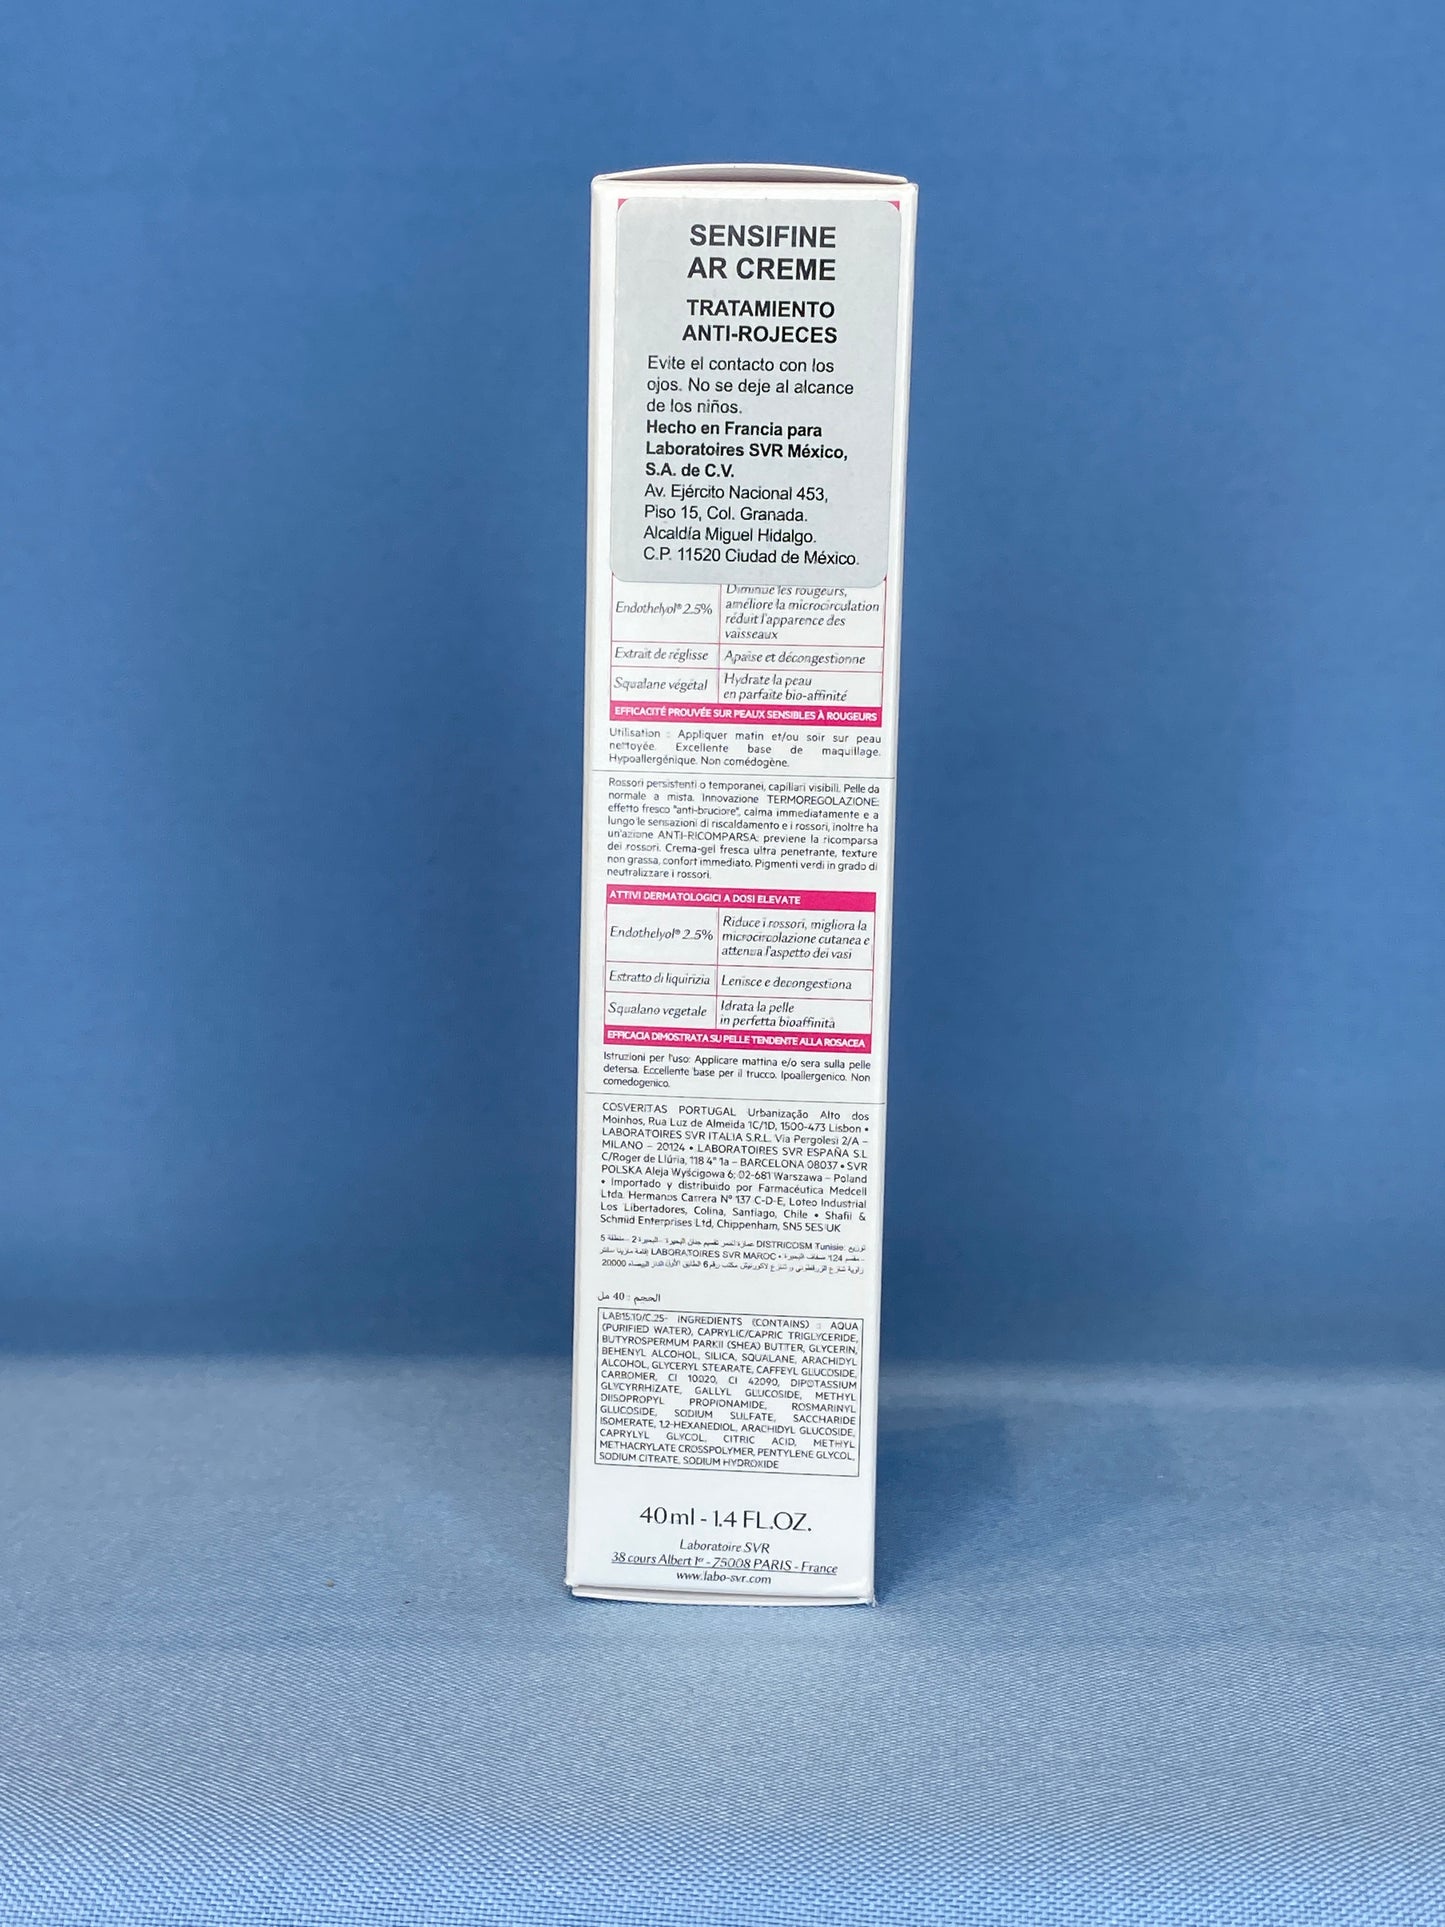 SENSIFINE
AR CREME
TRATAMIENTO
ANTI-ROJECES
Evite el contacto con los
ojos. No se deje al alcance
de los niños.
Hecho en Francia para
Laboratoires SVR México,
S.A. de C.V.
Av. Ejército Nacional 453,
Piso 15, Col. Granada.
Alcaldía Miguel Hidalgo.
C.P. 11520 Ciudad de México.
Endothelyol® 2.5%
Diminue les rougeurs,
améliore la microcirculation
réduit l'apparence des
vaisseaux
Extrait de réglisse
Apaise et décongestionne
Squalane végétal
Hydrate la peau
en parfaite bio-affinité
EFFICACITÉ PROUVÉE SUR PEAUX SENSIBLES À ROUGEURS
Utilisation : Appliquer matin et/ou soir sur peau
nettoyée. Excellente base de maquillage.
Hypoallergénique. Non comédogène.
Rossori persistenti o temporanei, capillari visibili. Pelle da
normale a mista. Innovazione TERMOREGOLAZIONE:
effetto fresco "anti-bruciore", calma immediatamente e a
lungo le sensazioni di riscaldamento e i rossori, inoltre ha
un'azione ANTI-RICOMPARSA: previene la ricomparsa
dei rossori. Crema-gel fresca ultra penetrante, texture
non grassa, confort immediato. Pigmenti verdi in grado di
neutralizzare i rossori.
ATTIVI DERMATOLOGICI A DOSI ELEVATE
Endothelyol® 2.5%
Riduce i rossori, migliora la
microcircolazione cutanea e
attenua l'aspetto dei vasi
Estratto di liquirizia
Lenisce e decongestiona
Squalano vegetale
Idrata la pelle
in perfetta bioaffinità
EFFICACIA DIMOSTRATA SU PELLE TENDENTE ALLA ROSACEA
Istruzioni per l'uso: Applicare mattina e/o sera sulla pelle
detersa. Eccellente base per il trucco. Ipoallergenico. Non
comedogenico.
COSVERITAS PORTUGAL Urbanização Alto dos
Moinhos, Rua Luz de Almeida 1C/1D, 1500-473 Lisbon •
LABORATOIRES SVR ITALIA S.R.L. Via Pergolesi 2/A –
MILANO – 20124 • LABORATOIRES SVR ESPAÑA S.L
C/Roger de Llúria, 118 4° 1a – BARCELONA 08037 • SVR
POLSKA Aleja Wyścigowa 6; 02-681 Warszawa – Poland
• Importado y distribuido por Farmacéutica Medcell
Ltda. Hermanos Carrera N° 137 C-D-E, Loteo Industrial
Los Libertadores, Colina, Santiago, Chile • Shafil &
Schmid Enterprises Ltd, Chippenham, SN5 5ES UK
توزيع: DISTRICOSM Tunisie
LABORATOIRES SVR MAROC
20000
الحجم : 40 مل
LAB15.10/C.25- INGREDIENTS (CONTAINS) : AQUA
(PURIFIED WATER), CAPRYLIC/CAPRIC TRIGLYCERIDE,
BUTYROSPERMUM PARKII (SHEA) BUTTER, GLYCERIN,
BEHENYL ALCOHOL, SILICA, SQUALANE, ARACHIDYL
ALCOHOL, GLYCERYL STEARATE, CAFFEYL GLUCOSIDE,
CARBOMER, CI 10020, CI 42090, DIPOTASSIUM
GLYCYRRHIZATE, GALLYL GLUCOSIDE, METHYL
DIISOPROPYL PROPIONAMIDE, ROSMARINYL
GLUCOSIDE, SODIUM SULFATE, SACCHARIDE
ISOMERATE, 1,2-HEXANEDIOL, ARACHIDYL GLUCOSIDE,
CAPRYLYL GLYCOL, CITRIC ACID, METHYL
METHACRYLATE CROSSPOLYMER, PENTYLENE GLYCOL,
SODIUM CITRATE, SODIUM HYDROXIDE
40 ml - 1.4 FL.OZ.
Laboratoire SVR
38 cours Albert 1er - 75008 PARIS - France
www.labo-svr.com